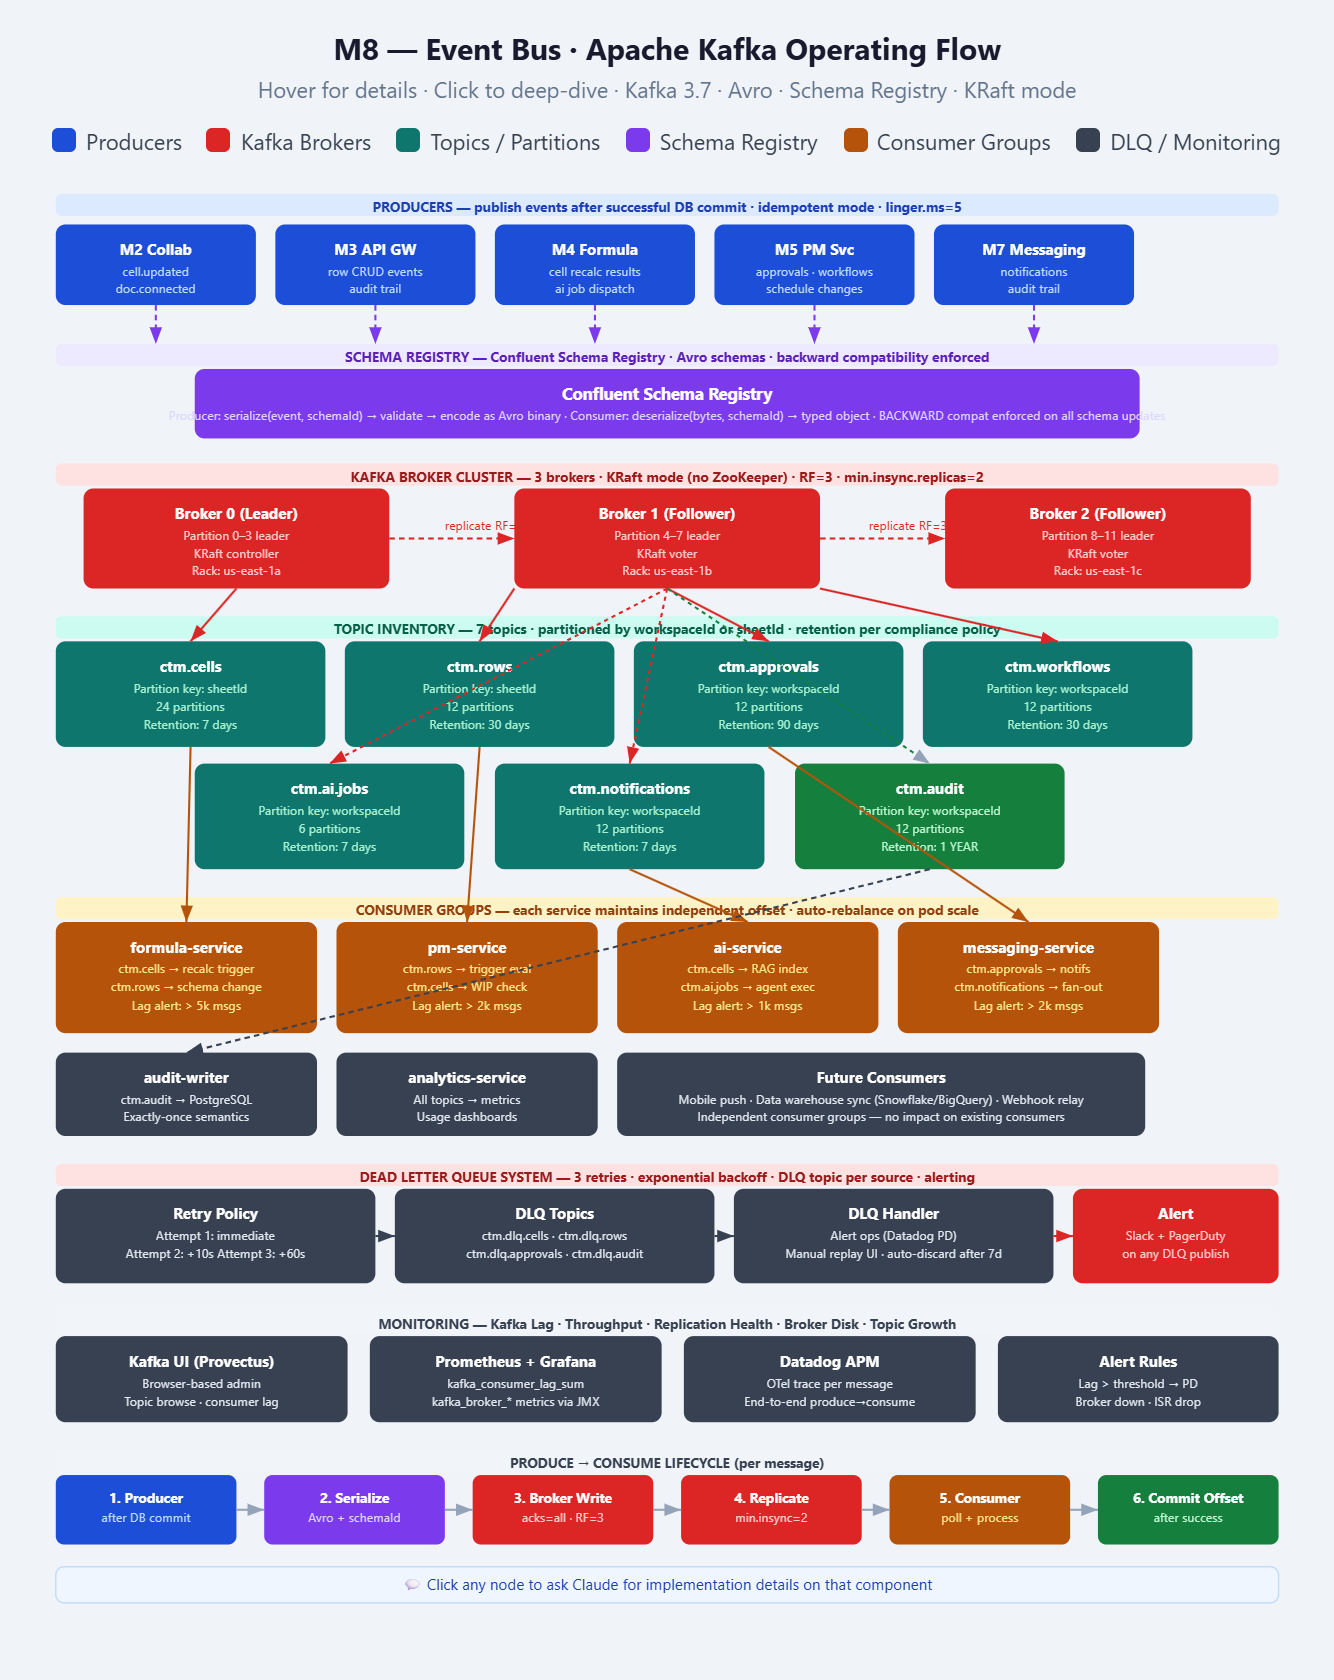 M8 — Event Bus · Apache Kafka Operating Flow
Hover for details · Click to deep-dive · Kafka 3.7 · Avro · Schema Registry · KRaft mode
Producers
Kafka Brokers
Topics / Partitions
Schema Registry
Consumer Groups
DLQ / Monitoring
PRODUCERS — publish events after successful DB commit · idempotent mode · linger.ms=5
M2 Collab
cell.updated
doc.connected
M3 API GW
row CRUD events
audit trail
M4 Formula
cell recalc results
ai job dispatch
M5 PM Svc
approvals · workflows
schedule changes
M7 Messaging
notifications
audit trail
SCHEMA REGISTRY — Confluent Schema Registry · Avro schemas · backward compatibility enforced
Confluent Schema Registry
Producer: serialize(event, schemaId) → validate → encode as Avro binary · Consumer: deserialize(bytes, schemaId) → typed object · BACKWARD compat enforced on all schema updates
KAFKA BROKER CLUSTER — 3 brokers · KRaft mode (no ZooKeeper) · RF=3 · min.insync.replicas=2
Broker 0 (Leader)
Partition 0–3 leader
KRaft controller
Rack: us-east-1a
replicate RF=
Broker 1 (Follower)
Partition 4–7 leader
KRaft voter
Rack: us-east-1b
replicate RF=3
Broker 2 (Follower)
Partition 8–11 leader
KRaft voter
Rack: us-east-1c
TOPIC INVENTORY — 7 topics · partitioned by workspaceId or sheetId · retention per compliance policy
ctm.cells
Partition key: sheetId
24 partitions
Retention: 7 days
ctm.rows
Partition key: sheetId
12 partitions
Retention: 30 days
ctm.approvals
Partition key: workspaceId
12 partitions
Retention: 90 days
ctm.workflows
Partition key: workspaceId
12 partitions
Retention: 30 days
ctm.ai.jobs
Partition key: workspaceId
6 partitions
Retention: 7 days
ctm.notifications
Partition key: workspaceId
12 partitions
Retention: 7 days
ctm.audit
Partition key: workspaceId
12 partitions
Retention: 1 YEAR
CONSUMER GROUPS — each service maintains independent offset · auto-rebalance on pod scale
formula-service
ctm.cells → recalc trigger
ctm.rows → schema change
Lag alert: > 5k msgs
pm-service
ctm.rows → trigger eval
ctm.cells → WIP check
Lag alert: > 2k msgs
ai-service
ctm.cells → RAG index
ctm.ai.jobs → agent exec
Lag alert: > 1k msgs
messaging-service
ctm.approvals → notifs
ctm.notifications → fan-out
Lag alert: > 2k msgs
audit-writer
ctm.audit → PostgreSQL
Exactly-once semantics
analytics-service
All topics → metrics
Usage dashboards
Future Consumers
Mobile push · Data warehouse sync (Snowflake/BigQuery) · Webhook relay
Independent consumer groups — no impact on existing consumers
DEAD LETTER QUEUE SYSTEM — 3 retries · exponential backoff · DLQ topic per source · alerting
Retry Policy
Attempt 1: immediate
Attempt 2: +10s Attempt 3: +60s
DLQ Topics
ctm.dlq.cells · ctm.dlq.rows
ctm.dlq.approvals · ctm.dlq.audit
DLQ Handler
Alert ops (Datadog PD)
Manual replay UI · auto-discard after 7d
Alert
Slack + PagerDuty
on any DLQ publish
MONITORING — Kafka Lag · Throughput · Replication Health · Broker Disk · Topic Growth
Kafka UI (Provectus)
Browser-based admin
Topic browse · consumer lag
Prometheus + Grafana
kafka_consumer_lag_sum
kafka_broker_* metrics via JMX
Datadog APM
OTel trace per message
End-to-end produce→consume
Alert Rules
Lag > threshold → PD
Broker down · ISR drop
PRODUCE → CONSUME LIFECYCLE (per message)
1. Producer
after DB commit
2. Serialize
Avro + schemaId
3. Broker Write
acks=all · RF=3
4. Replicate
min.insync=2
5. Consumer
poll + process
6. Commit Offset
after success
💬 Click any node to ask Claude for implementation details on that component